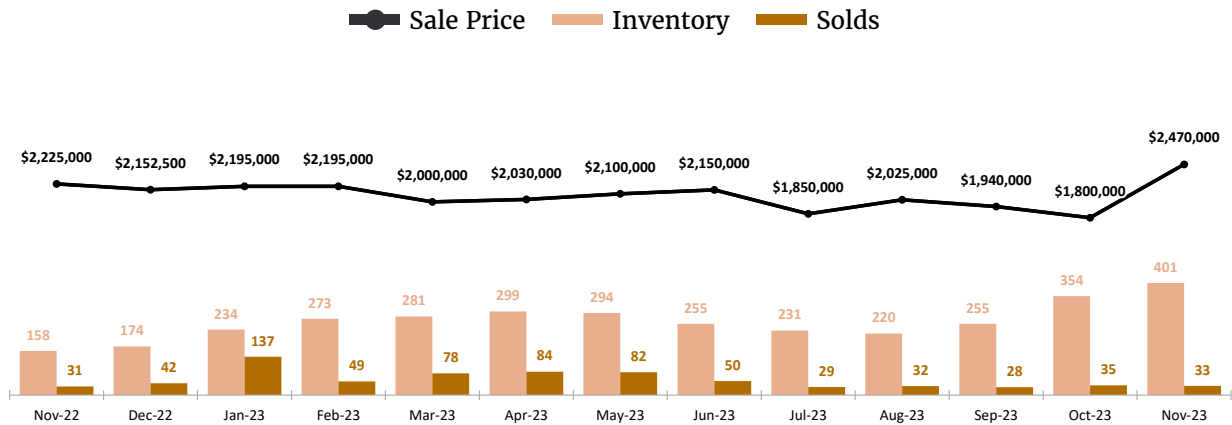 Sale Price Inventory Solds
$2,225,000 $2,152,500 $2,195,000 $2,195,000 $2,000,000 $2,030,000 $2,100,000 $2,150,000 $1,850,000 $2,025,000 $1,940,000 $1,800,000 $2,470,000
158 174 234 273 281 299 294 255 231 220 255 354 401
31 42 137 49 78 84 82 50 29 32 28 35 33
Nov-22 Dec-22 Jan-23 Feb-23 Mar-23 Apr-23 May-23 Jun-23 Jul-23 Aug-23 Sep-23 Oct-23 Nov-23